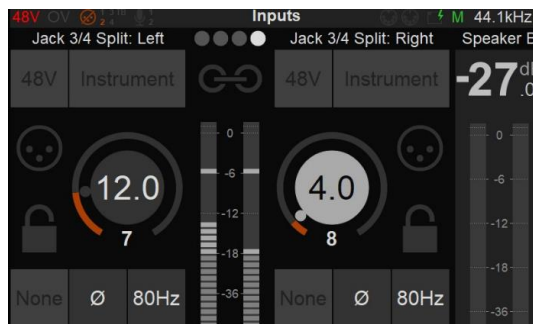 48V OV Inputs M 44.1kHz
Jack 3/4 Split: Left Jack 3/4 Split: Right Speaker E
48V Instrument 48V Instrument -27 .0
0 0
-6 -6
12.0 4.0
-12 -12
7 8
-18 -18
None Ø 80Hz -36 None Ø 80Hz -36